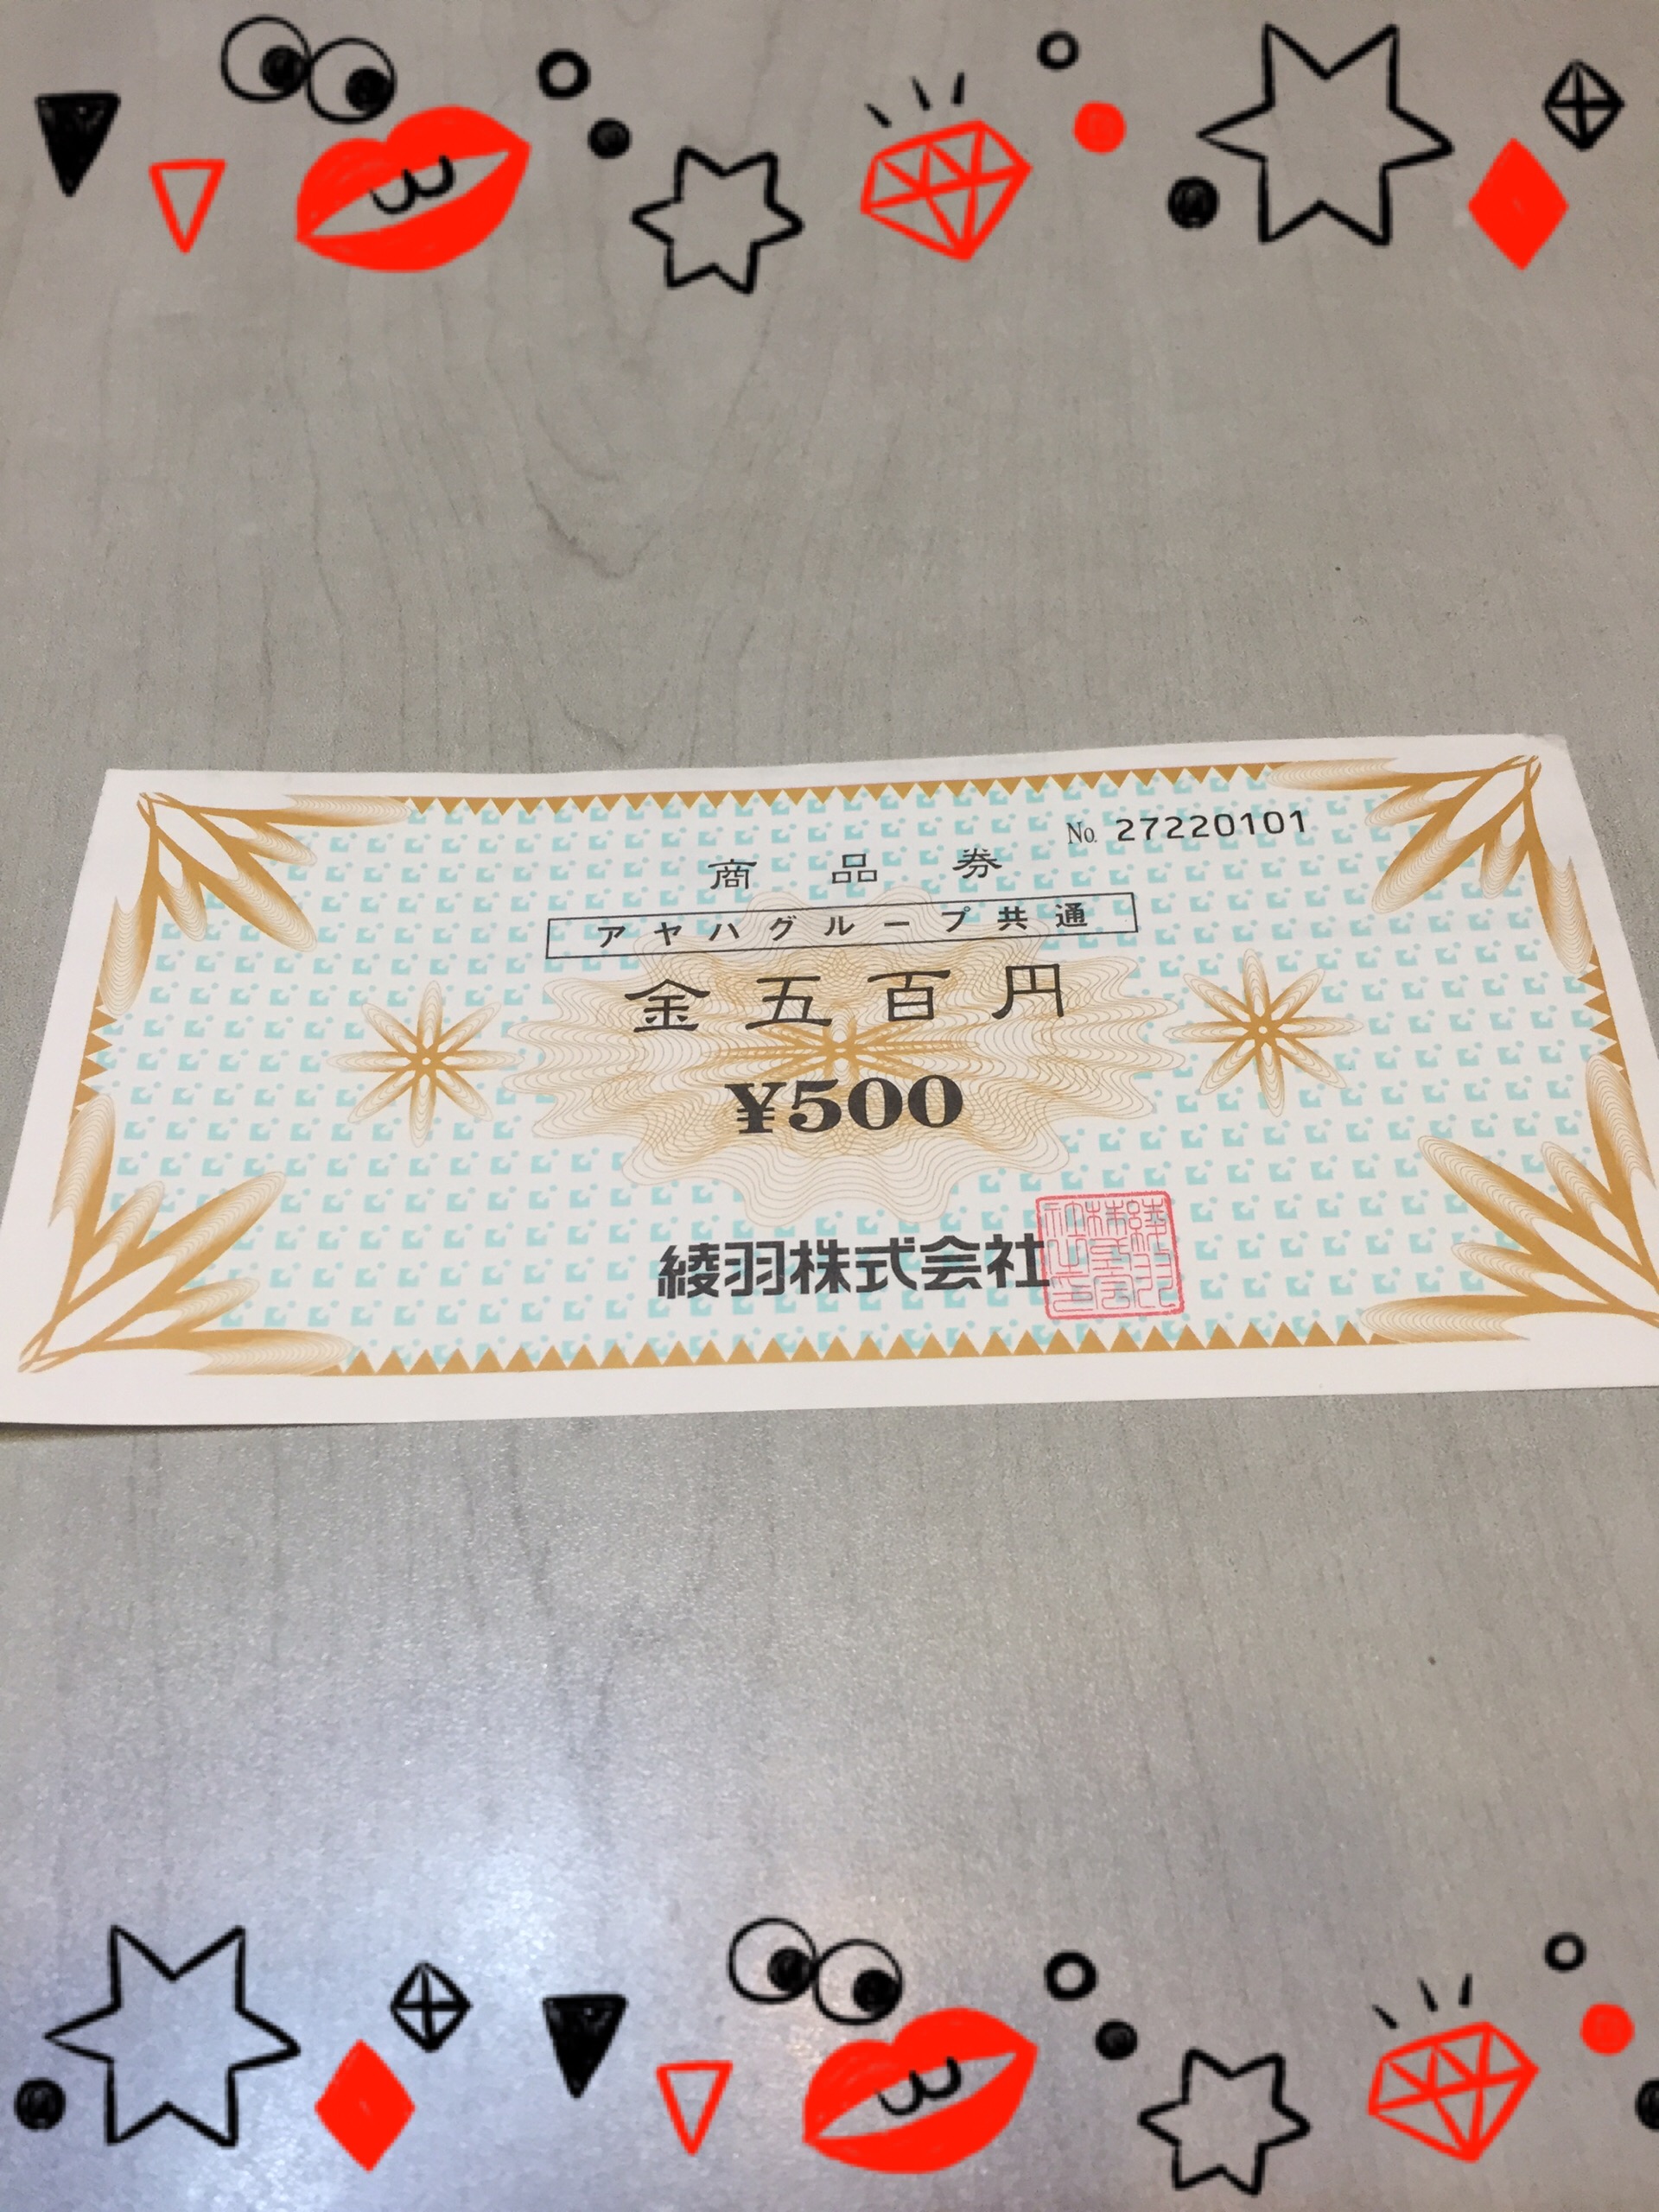 No. 27220101
商品券
アヤハグループ共通
金五百円
¥500
綾羽株式会社